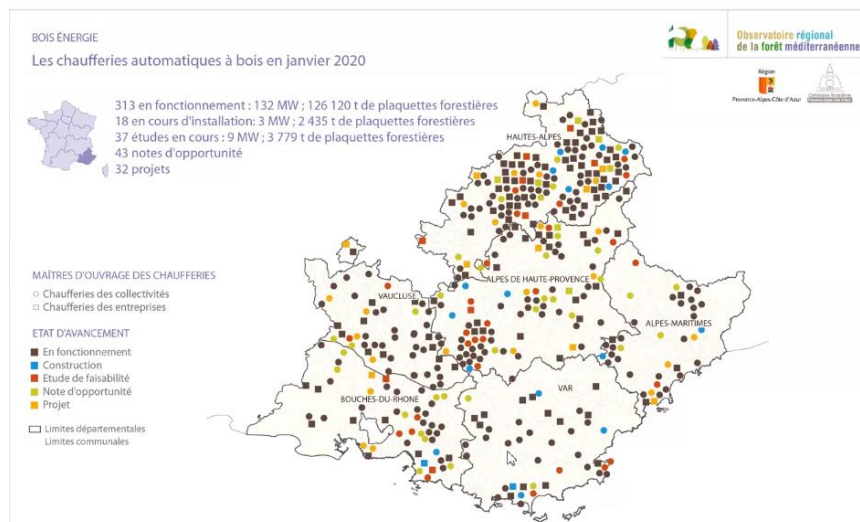 BOIS ÉNERGIE
Les chaufferies automatiques à bois en janvier 2020
Observatoire régional
de la forêt méditerranéenne
Région
Provence-Alpes-Côte d'Azur
313 en fonctionnement : 132 MW ; 126 120 t de plaquettes forestières
18 en cours d'installation: 3 MW ; 2 435 t de plaquettes forestières
37 études en cours : 9 MW ; 3 779 t de plaquettes forestières
43 notes d'opportunité
32 projets
HAUTES-ALPES
MAÎTRES D'OUVRAGE DES CHAUFFERIES
Chaufferies des collectivités
Chaufferies des entreprises
ALPES DE HAUTE-PROVENCE
VAUCLUSE
ALPES-MARITIMES
ETAT D'AVANCEMENT
En fonctionnement
Construction
Etude de faisabilité
Note d'opportunité
Projet
VAR
BOUCHES-DU-RHONE
Limites départementales
Limites communales